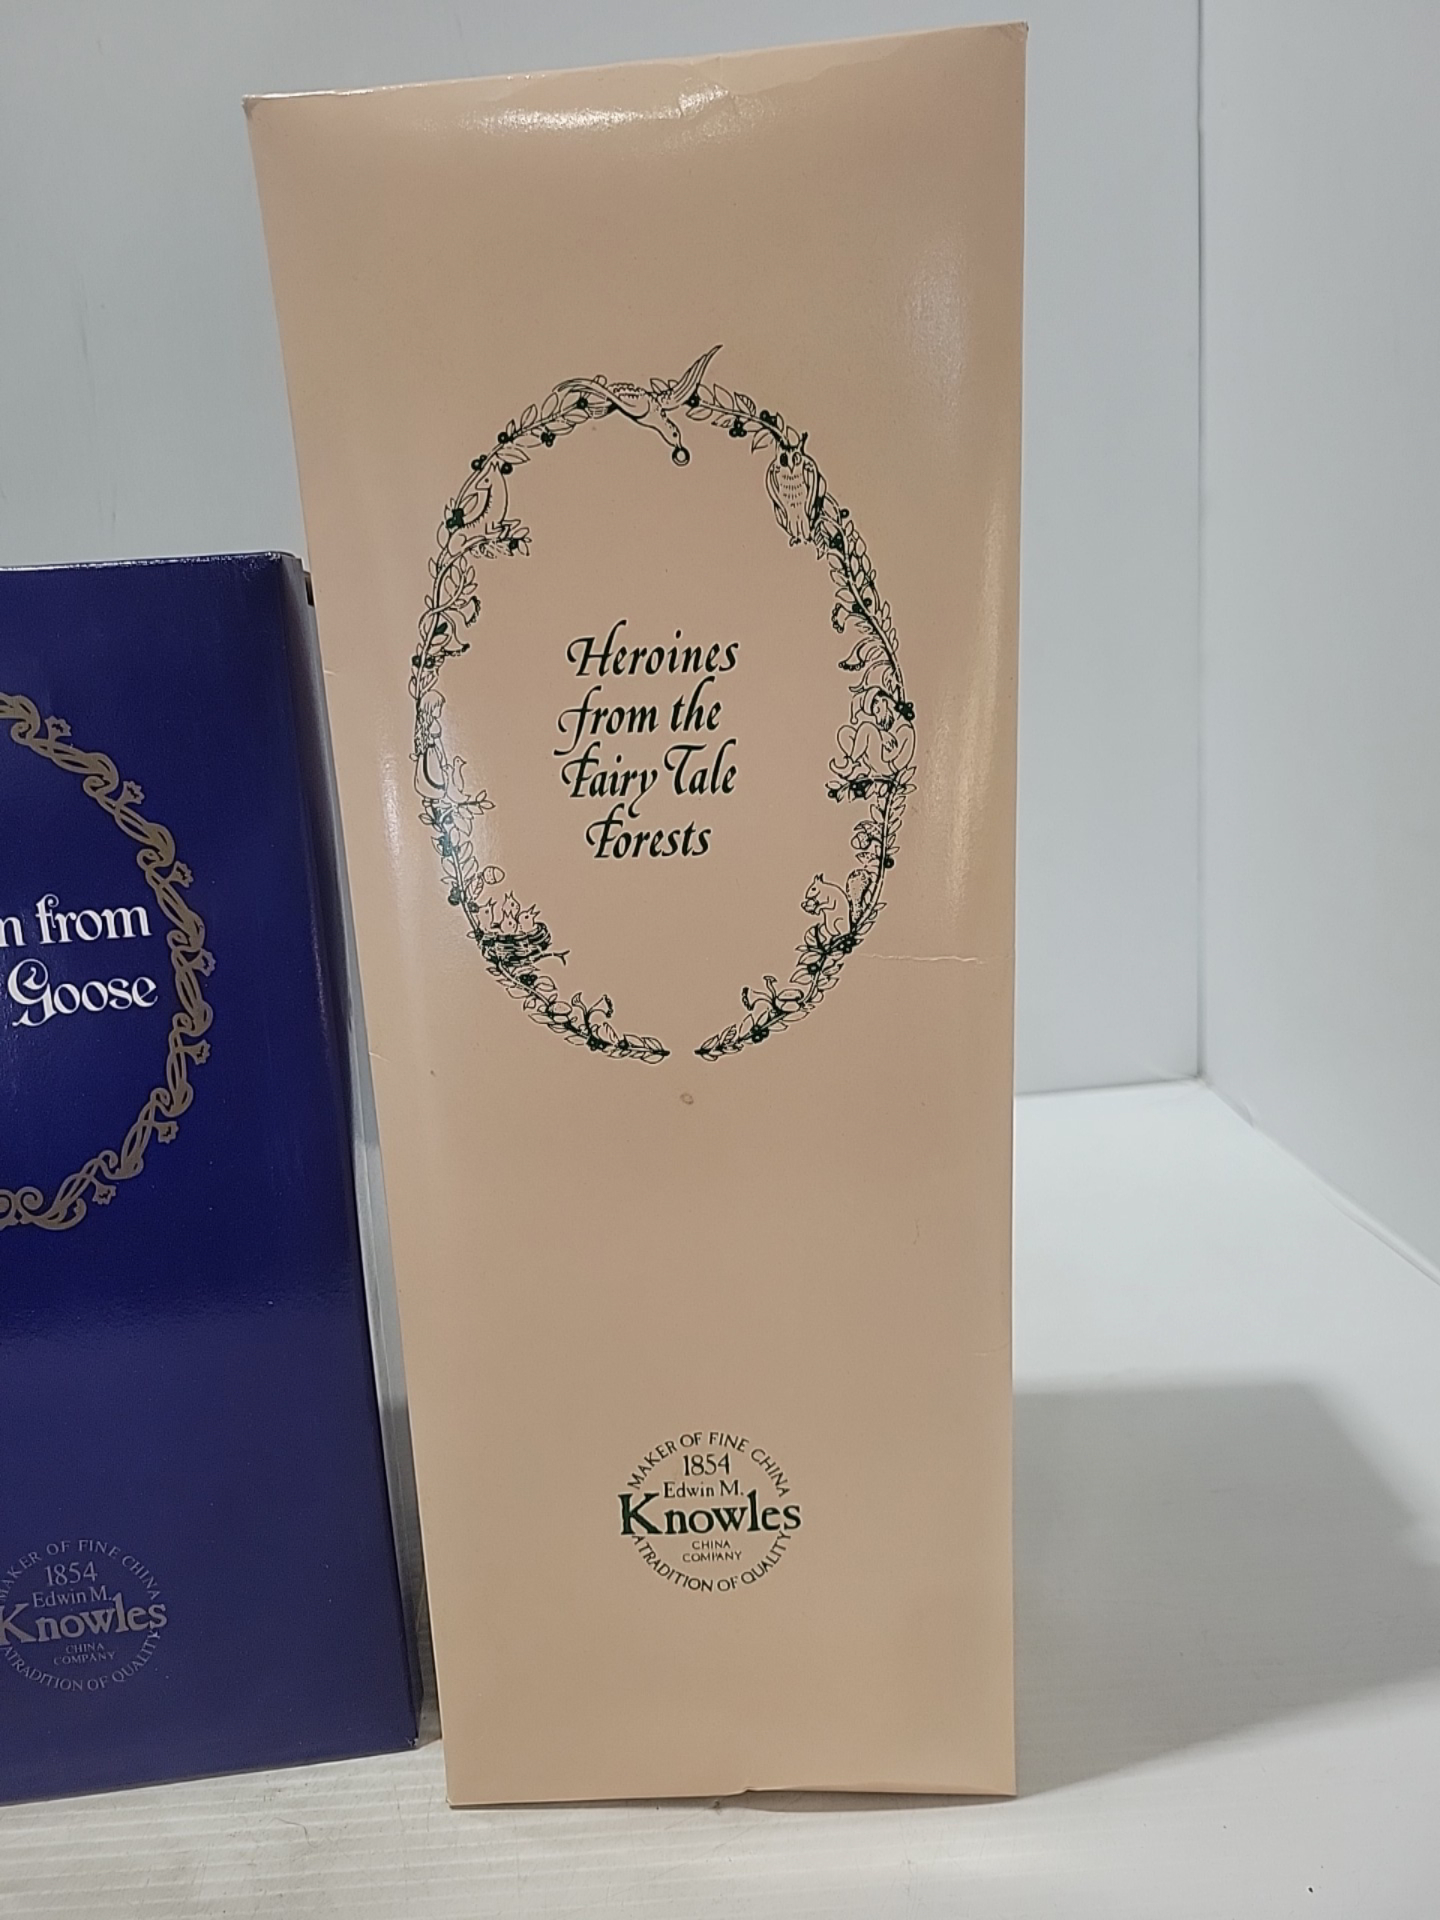 n from
Goose
MAKER OF FINE CHINA
1854
Edwin M.
Knowles
CHINA
COMPANY
A TRADITION OF QUALITY
Heroines
from the
Fairy Tale
Forests
MAKER OF FINE CHINA
1854
Edwin M.
Knowles
CHINA
COMPANY
A TRADITION OF QUALITY